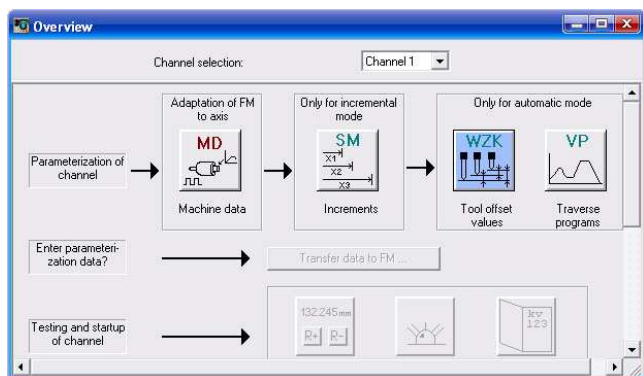 Overview
Channel selection:
Channel 1
Adaptation of FM
to axis
Only for incremental
mode
Only for automatic mode
Parameterization of
channel
MD
SM
X1
X2
X3
WZK
VP
Machine data
Increments
Tool offset
values
Traverse
programs
Enter parameteri-
zation data?
Transfer data to FM ...
Testing and startup
of channel
132.245mm
R+
R-
kv
123